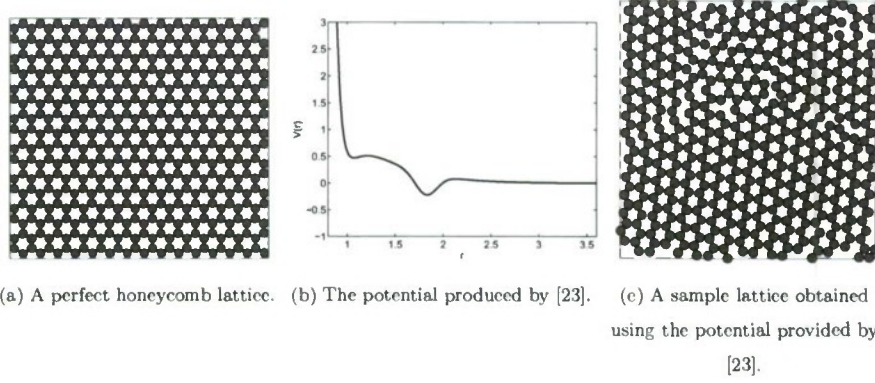 3
2.5
2
1.5
1
0.5
0
−0.5
−1
V(r)
1 1.5 2 2.5 3 3.5
r
(a) A perfect honeycomb lattice.
(b) The potential produced by [23].
(c) A sample lattice obtained
using the potential provided by
[23].